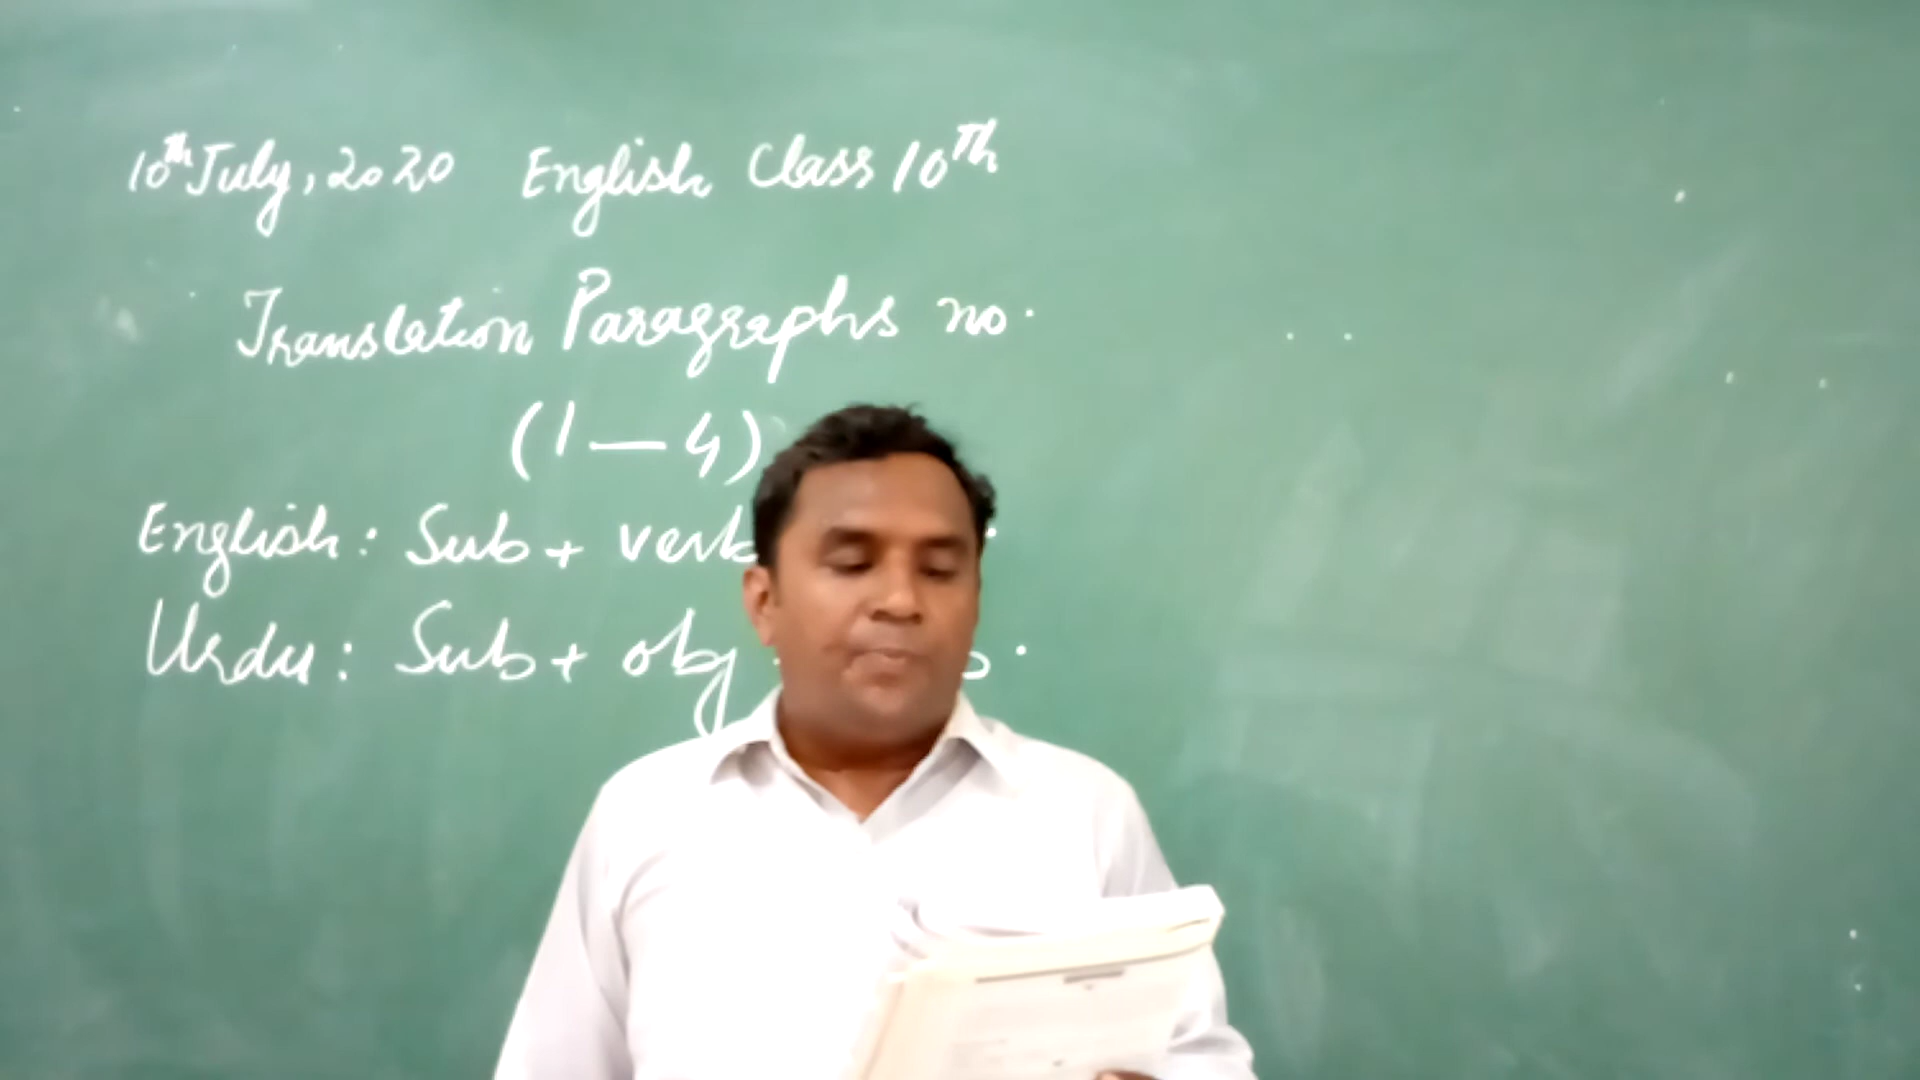 10th July, 2020 English Class 10th
Translation Paragraphs no.
(1 — 4)
English: Sub + verb
Urdu: Sub + obj